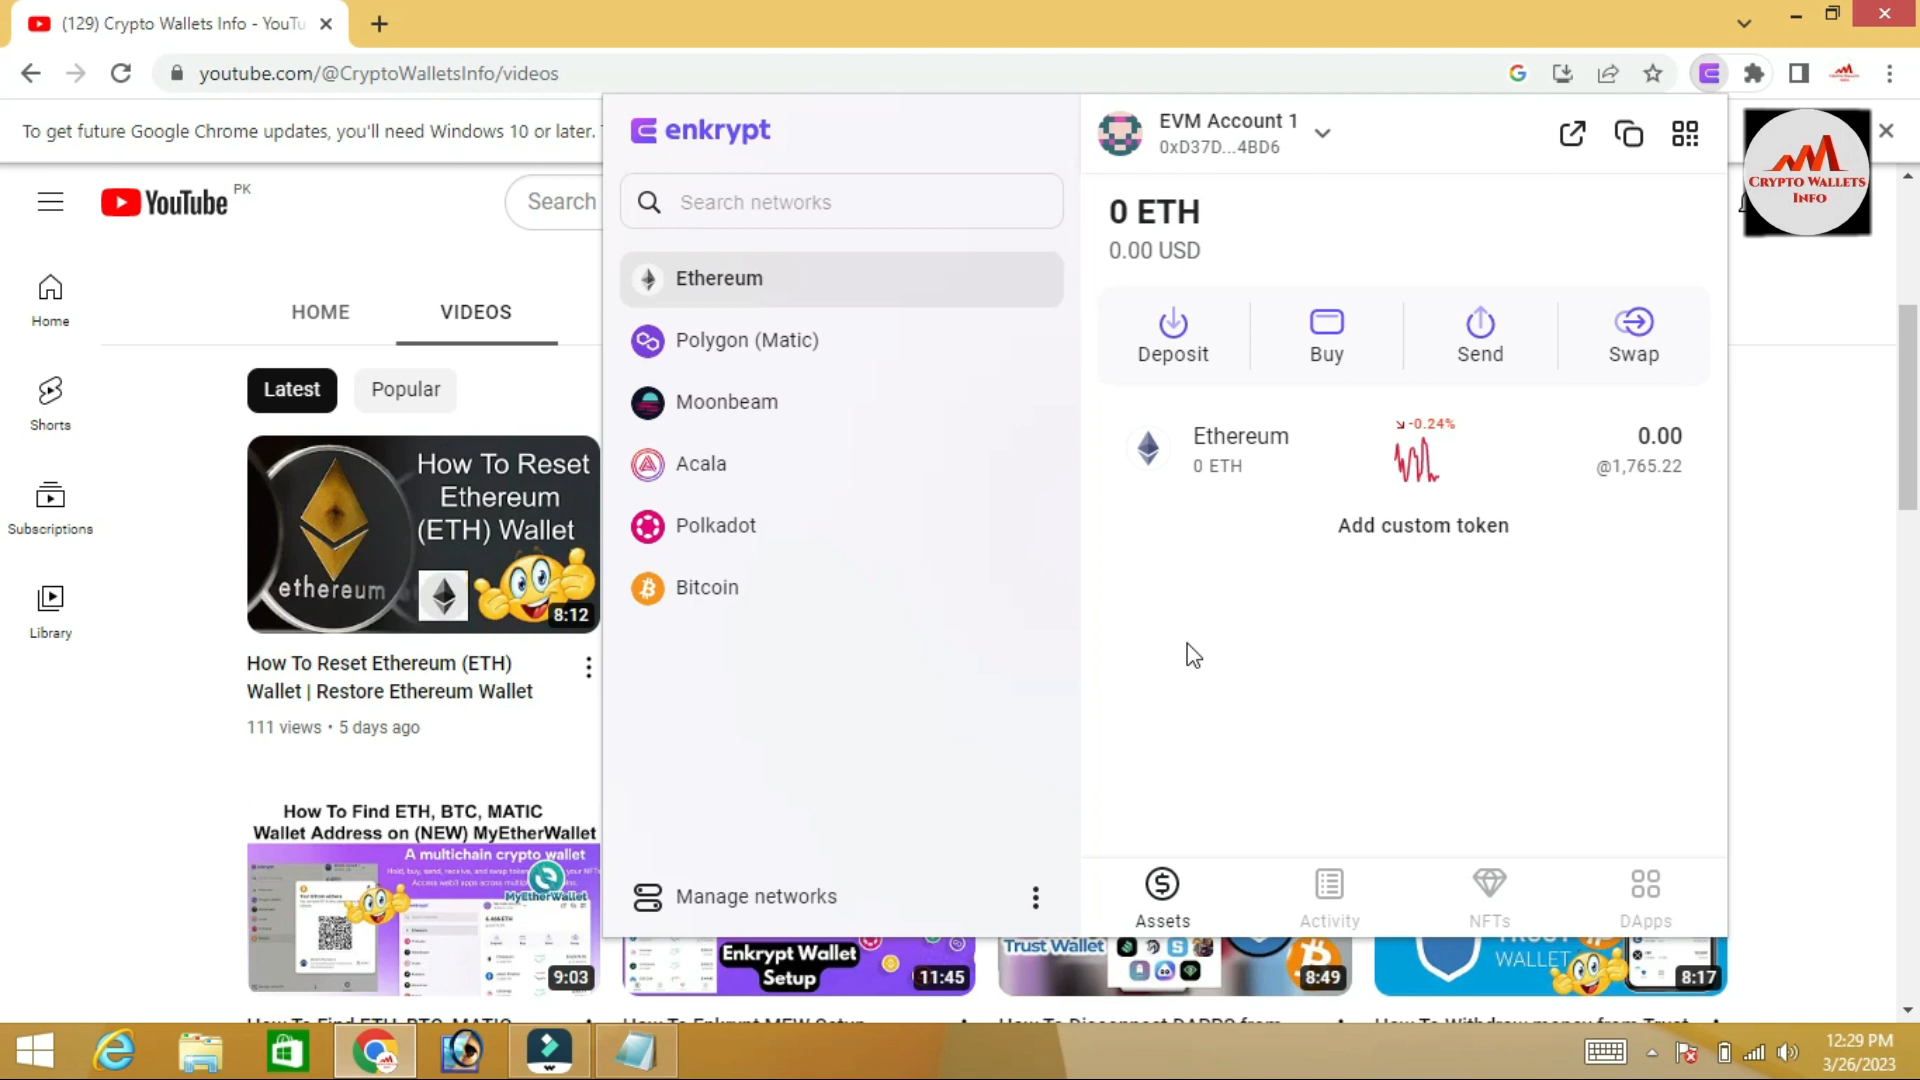 (129) Crypto Wallets Info - YouTu
youtube.com/@CryptoWalletsInfo/videos
To get future Google Chrome updates, you'll need Windows 10 or later.
YouTube PK
Search
Home
Shorts
Subscriptions
Library
HOME
VIDEOS
Latest
Popular
How To Reset
Ethereum
(ETH) Wallet
ethereum
8:12
How To Reset Ethereum (ETH)
Wallet | Restore Ethereum Wallet
111 views • 5 days ago
How To Find ETH, BTC, MATIC
Wallet Address on (NEW) MyEtherWallet
A multichain crypto wallet
MyEtherWallet
9:03
enkrypt
Search networks
Ethereum
Polygon (Matic)
Moonbeam
Acala
Polkadot
Bitcoin
Manage networks
EVM Account 1
0xD37D...4BD6
0 ETH
0.00 USD
Deposit
Buy
Send
Swap
Ethereum
0 ETH
-0.24%
0.00
@1,765.22
Add custom token
Assets
Activity
NFTs
DApps
CRYPTO WALLETS
INFO
Enkrypt Wallet
Setup
11:45
Trust Wallet
8:49
WALLET
8:17
12:29 PM
3/26/2023